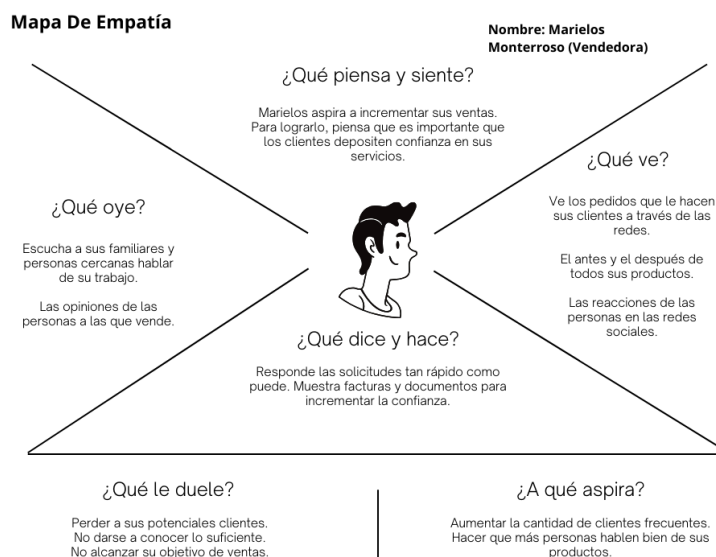 Mapa De Empatía
Nombre: Marielos
Monterroso (Vendedora)
¿Qué piensa y siente?
Marielos aspira a incrementar sus ventas.
Para lograrlo, piensa que es importante que
los clientes depositen confianza en sus
servicios.
¿Qué oye?
Escucha a sus familiares y
personas cercanas hablar
de su trabajo.
Las opiniones de las
personas a las que vende.
¿Qué ve?
Ve los pedidos que le hacen
sus clientes a través de las
redes.
El antes y el después de
todos sus productos.
Las reacciones de las
personas en las redes
sociales.
¿Qué dice y hace?
Responde las solicitudes tan rápido como
puede. Muestra facturas y documentos para
incrementar la confianza.
¿Qué le duele?
Perder a sus potenciales clientes.
No darse a conocer lo suficiente.
No alcanzar su objetivo de ventas.
¿A qué aspira?
Aumentar la cantidad de clientes frecuentes.
Hacer que más personas hablen bien de sus
productos.